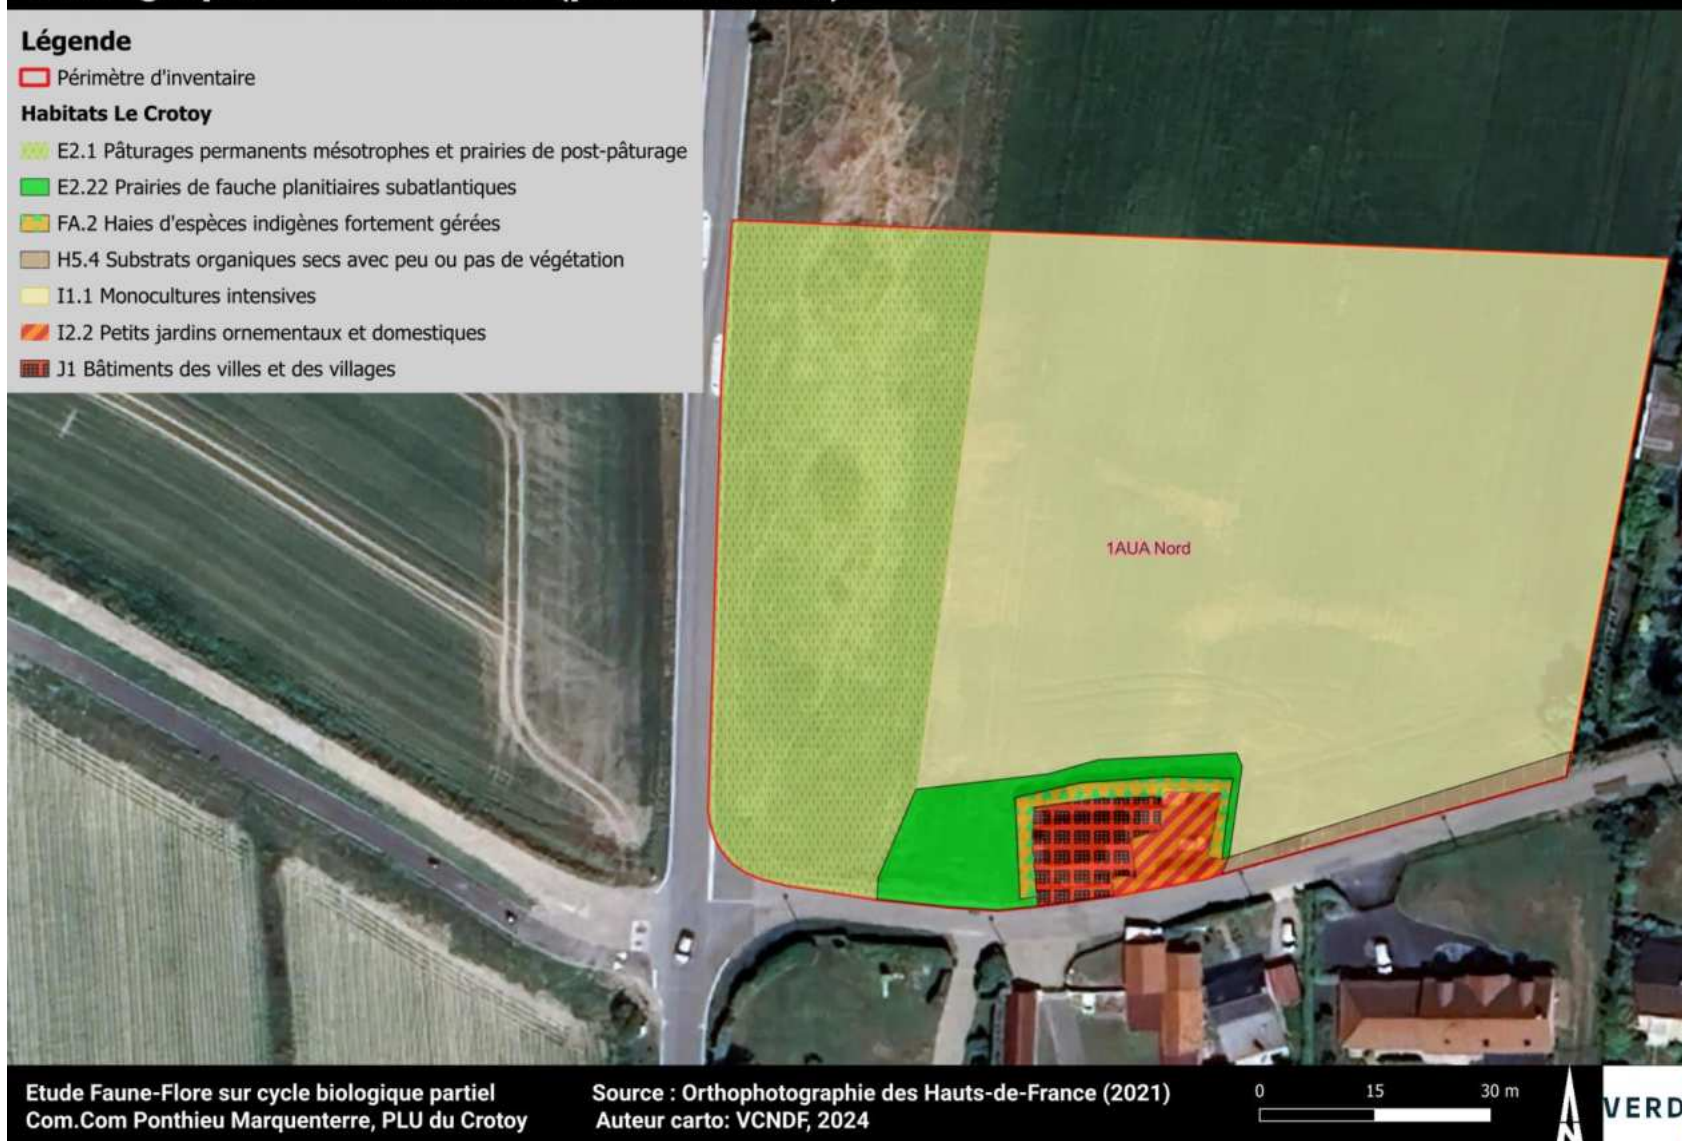 Légende
Périmètre d'inventaire
Habitats Le Crotoy
E2.1 Pâturages permanents mésotrophes et prairies de post-pâturage
E2.22 Prairies de fauche planitiaires subatlantiques
FA.2 Haies d'espèces indigènes fortement gérées
H5.4 Substrats organiques secs avec peu ou pas de végétation
I1.1 Monocultures intensives
I2.2 Petits jardins ornementaux et domestiques
J1 Bâtiments des villes et des villages
1AUA Nord
Etude Faune-Flore sur cycle biologique partiel
Com.Com Ponthieu Marquenterre, PLU du Crotoy
Source : Orthophotographie des Hauts-de-France (2021)
Auteur carto: VCNDF, 2024
0 15 30 m
N
VERD